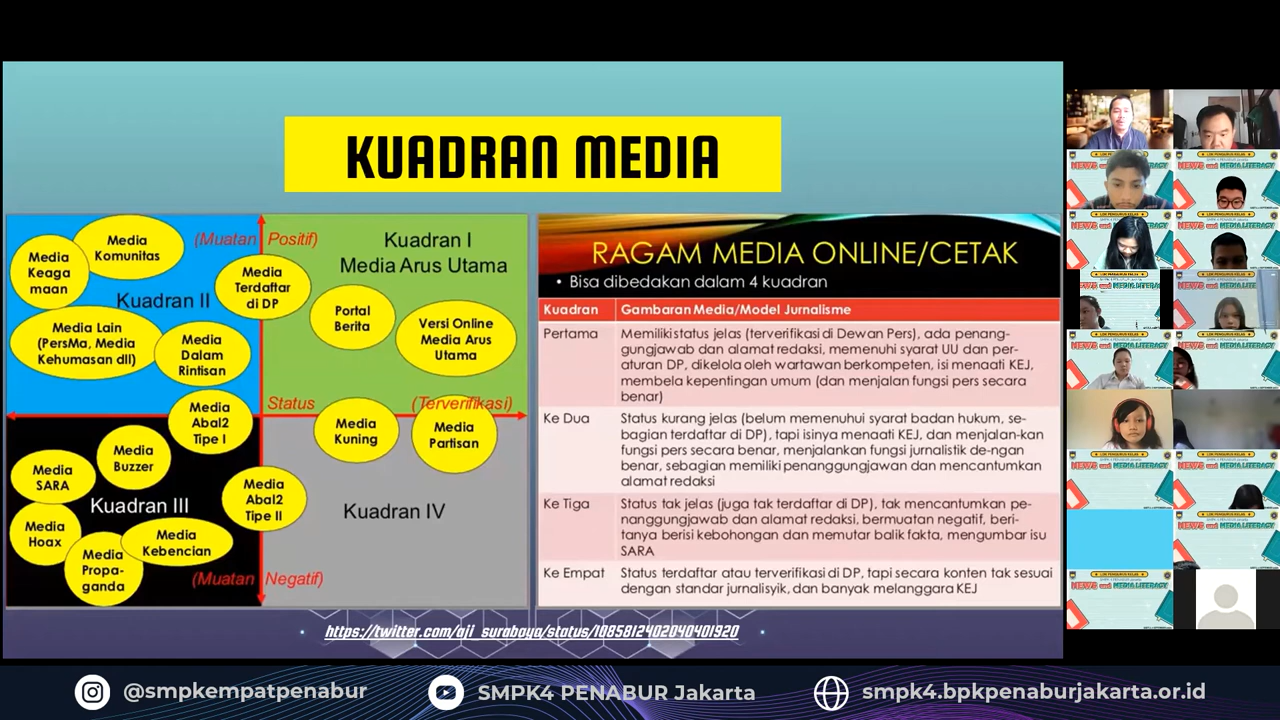 KUADRAN MEDIA
(Muatan Positif)
Kuadran I
Media Arus Utama
Media
Komunitas
Media
Keaga
maan
Kuadran II
Media
Terdaftar
di DP
Portal
Berita
Versi Online
Media Arus
Utama
Media Lain
(PersMa, Media
Kehumasan dll)
Media
Dalam
Rintisan
Status (Terverifikasi)
Media
Abal2
Tipe I
Media
Kuning
Media
Partisan
Media
Buzzer
Media
SARA
Kuadran III
Media
Abal2
Tipe II
Kuadran IV
Media
Hoax
Media
Kebencian
Media
Propa-
ganda
(Muatan Negatif)
RAGAM MEDIA ONLINE/CETAK
• Bisa dibedakan dalam 4 kuadran
Kuadran Gambaran Media/Model Jurnalisme
Pertama Memiliki status jelas (terverifikasi di Dewan Pers), ada penang-
gungjawab dan alamat redaksi, memenuhi syarat UU dan per-
aturan DP, dikelola oleh wartawan berkompeten, isi menaati KEJ,
membela kepentingan umum (dan menjalan fungsi pers secara
benar)
Ke Dua Status kurang jelas (belum memenuhui syarat badan hukum, se-
bagian terdaftar di DP), tapi isinya menaati KEJ, dan menjalan-kan
fungsi pers secara benar, menjalankan fungsi jurnalistik de-ngan
benar, sebagian memiliki penanggungjawan dan mencantumkan
alamat redaksi
Ke Tiga Status tak jelas (juga tak terdaftar di DP), tak mencantumkan pe-
nanggungjawab dan alamat redaksi, bermuatan negatif, beri-
tanya berisi kebohongan dan memutar balik fakta, mengumbar isu
SARA
Ke Empat Status terdaftar atau terverifikasi di DP, tapi secara konten tak sesuai
dengan standar jurnalisyik, dan banyak melanggara KEJ
https://twitter.com/aji_surabaya/status/1085812402040401920
@smpkempatpenabur
SMPK4 PENABUR Jakarta
smpk4.bpkpenaburjakarta.or.id
NEWS and MEDIA LITERACY